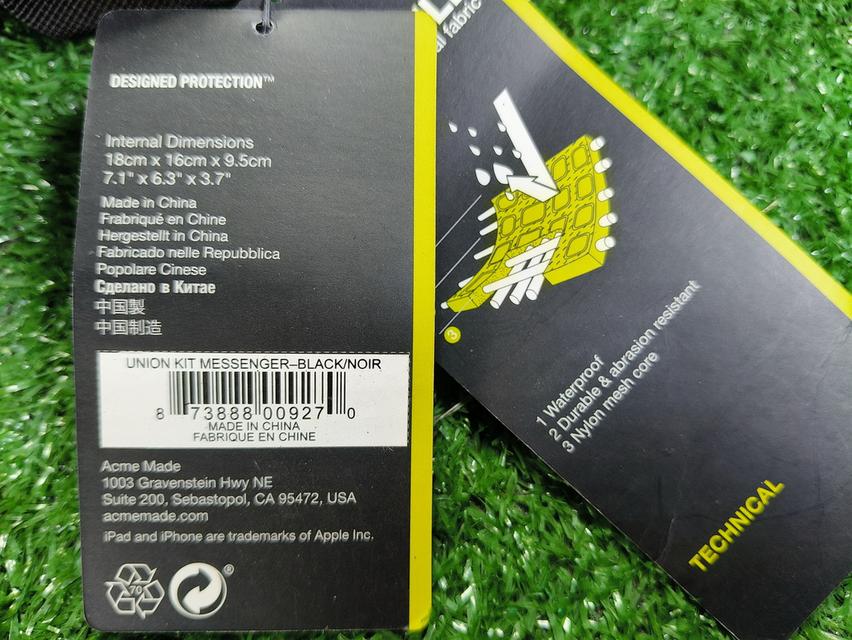 DESIGNED PROTECTION™
Internal Dimensions
18cm x 16cm x 9.5cm
7.1" x 6.3" x 3.7"
Made in China
Frabriqué en Chine
Hergestellt in China
Fabricado nelle Repubblica
Popolare Cinese
Сделано в Китае
中国製
中国制造
UNION KIT MESSENGER–BLACK/NOIR
8 73888 00927 0
MADE IN CHINA
FABRIQUE EN CHINE
Acme Made
1003 Gravenstein Hwy NE
Suite 200, Sebastopol, CA 95472, USA
acmemade.com
iPad and iPhone are trademarks of Apple Inc.
70
®
fabric
3
1 Waterproof
2 Durable & abrasion resistant
3 Nylon mesh core
TECHNICAL